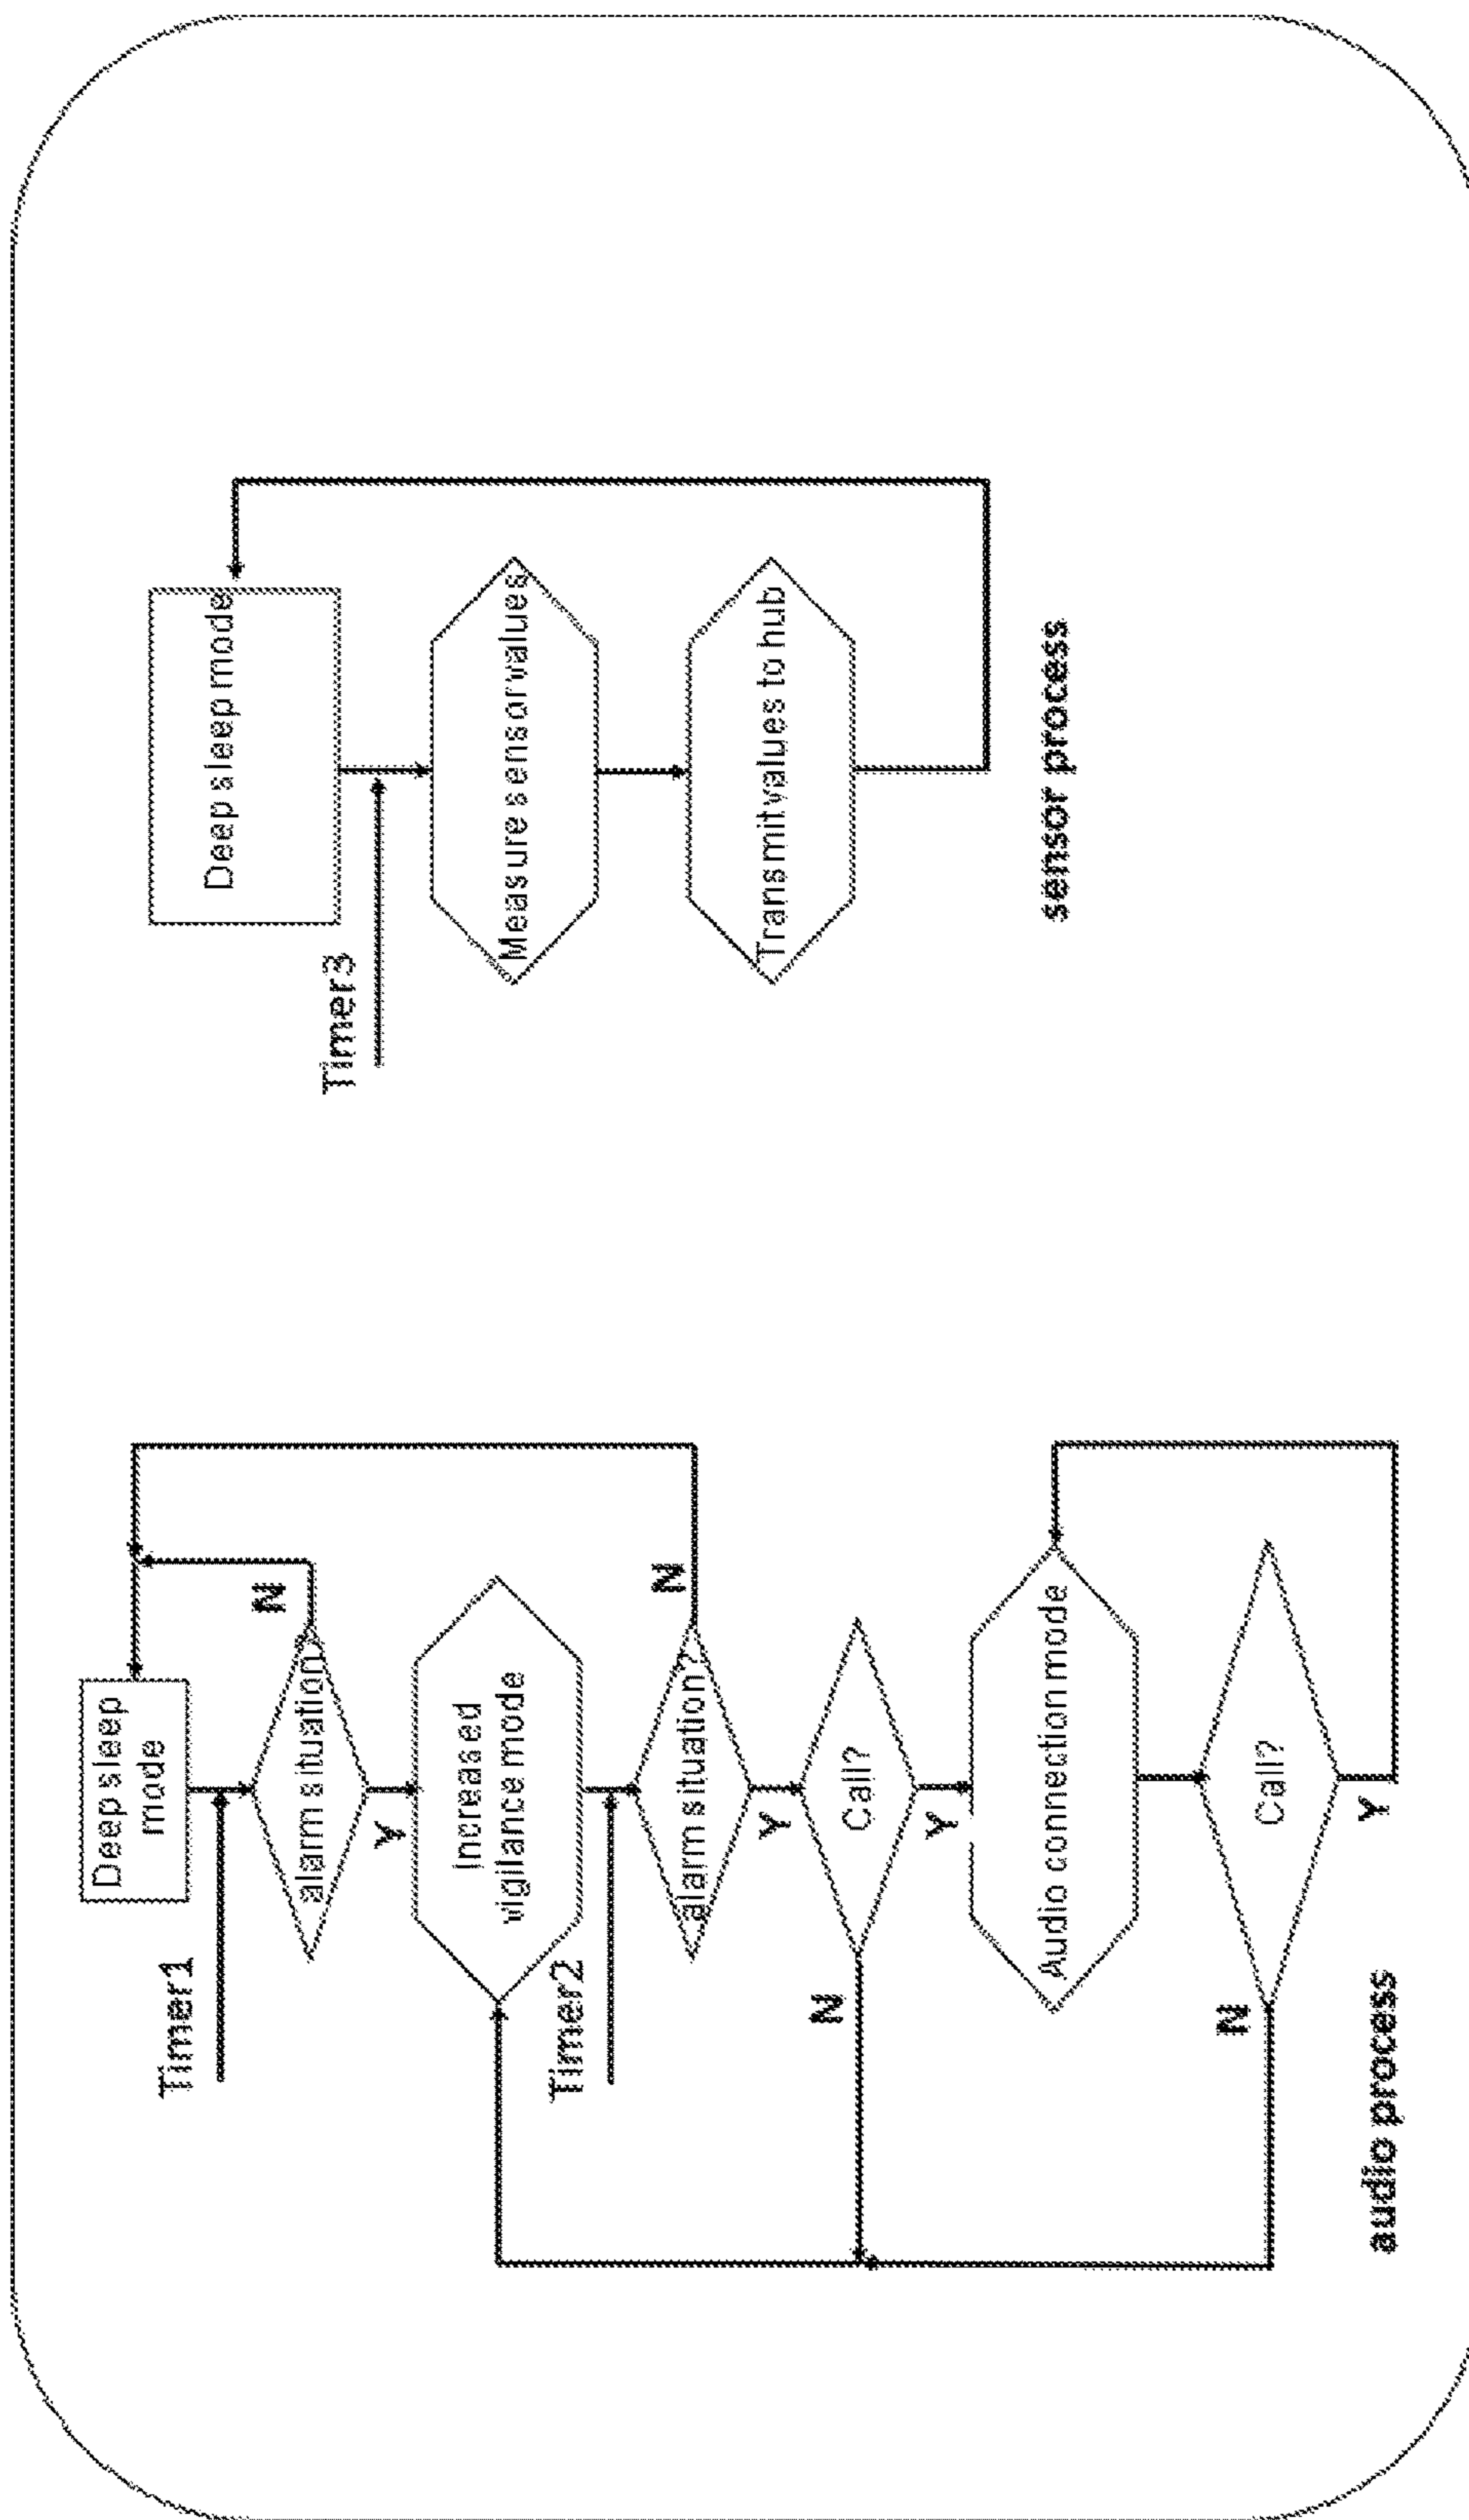 Deep sleep
mode
Timer1
alarm situation
N
Y
Increased
vigilance mode
Timer2
alarm situation?
N
Y
Call?
N
Y
Audio connection mode
Call?
N
Y
audio process
Deep sleep mode
Timer3
Measure sensor values
Transmit values to hub
sensor process